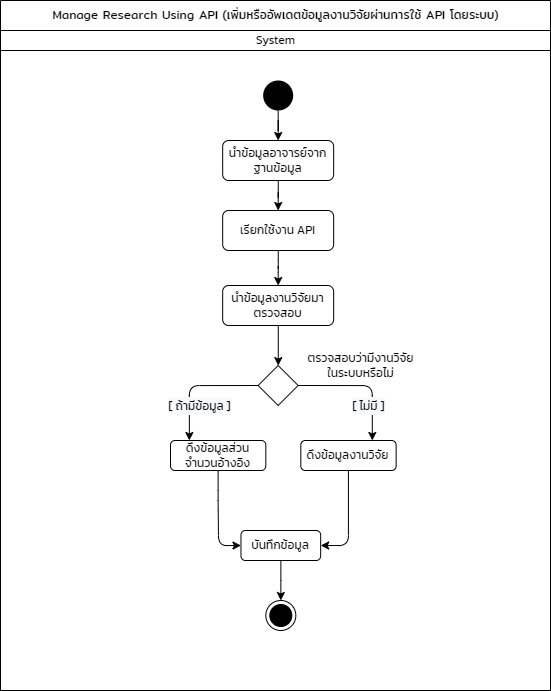 Manage Research Using API (เพิ่มหรืออัพเดตข้อมูลงานวิจัยผ่านการใช้ API โดยระบบ)
System
นำข้อมูลอาจารย์จาก
ฐานข้อมูล
เรียกใช้งาน API
นำข้อมูลงานวิจัยมา
ตรวจสอบ
ตรวจสอบว่ามีงานวิจัย
ในระบบหรือไม่
[ ถ้ามีข้อมูล ]
[ ไม่มี ]
ดึงข้อมูลส่วน
จำนวนอ้างอิง
ดึงข้อมูลงานวิจัย
บันทึกข้อมูล